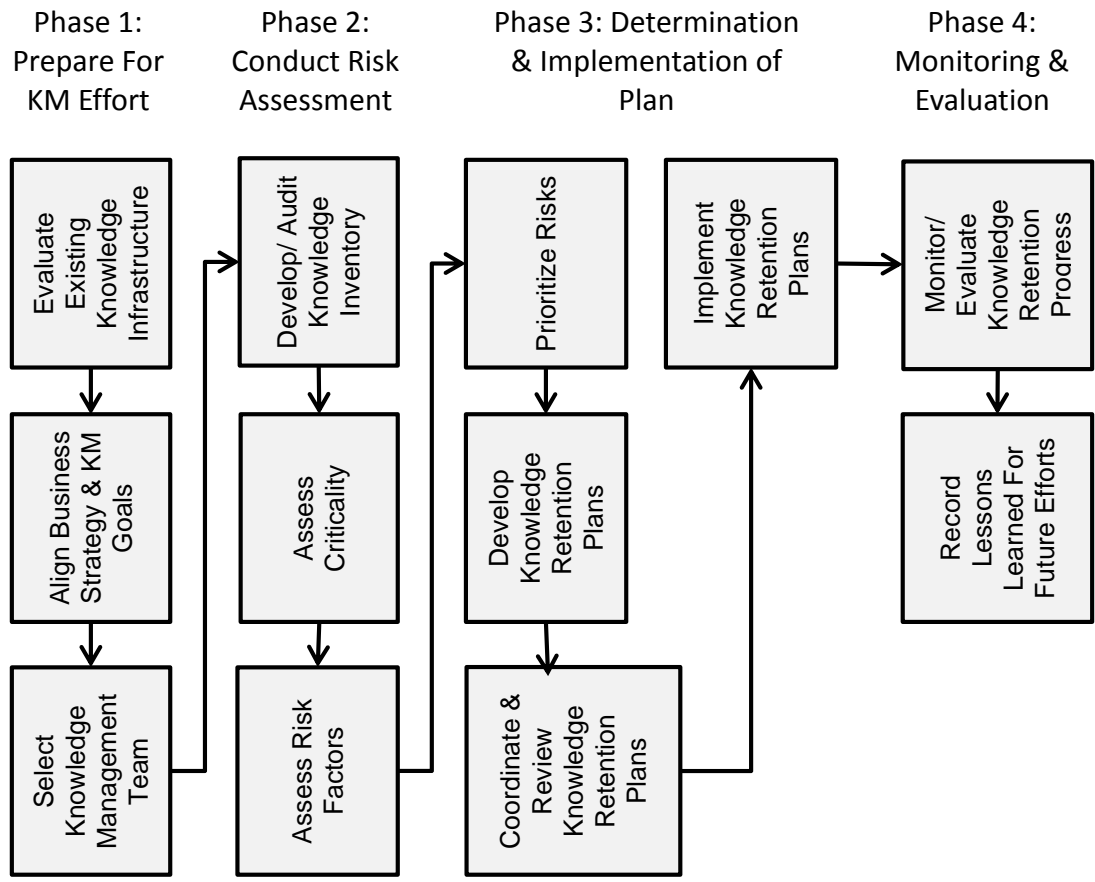 Phase 1:
Prepare For
KM Effort
Phase 2:
Conduct Risk
Assessment
Phase 3: Determination
& Implementation of
Plan
Phase 4:
Monitoring &
Evaluation
Evaluate
Existing
Knowledge
Infrastructure
Align Business
Strategy & KM
Goals
Select
Knowledge
Management
Team
Develop/ Audit
Knowledge
Inventory
Assess
Criticality
Assess Risk
Factors
Prioritize Risks
Develop
Knowledge
Retention
Plans
Coordinate &
Review
Knowledge
Retention
Plans
Implement
Knowledge
Retention
Plans
Monitor/
Evaluate
Knowledge
Retention
Progress
Record
Lessons
Learned For
Future Efforts